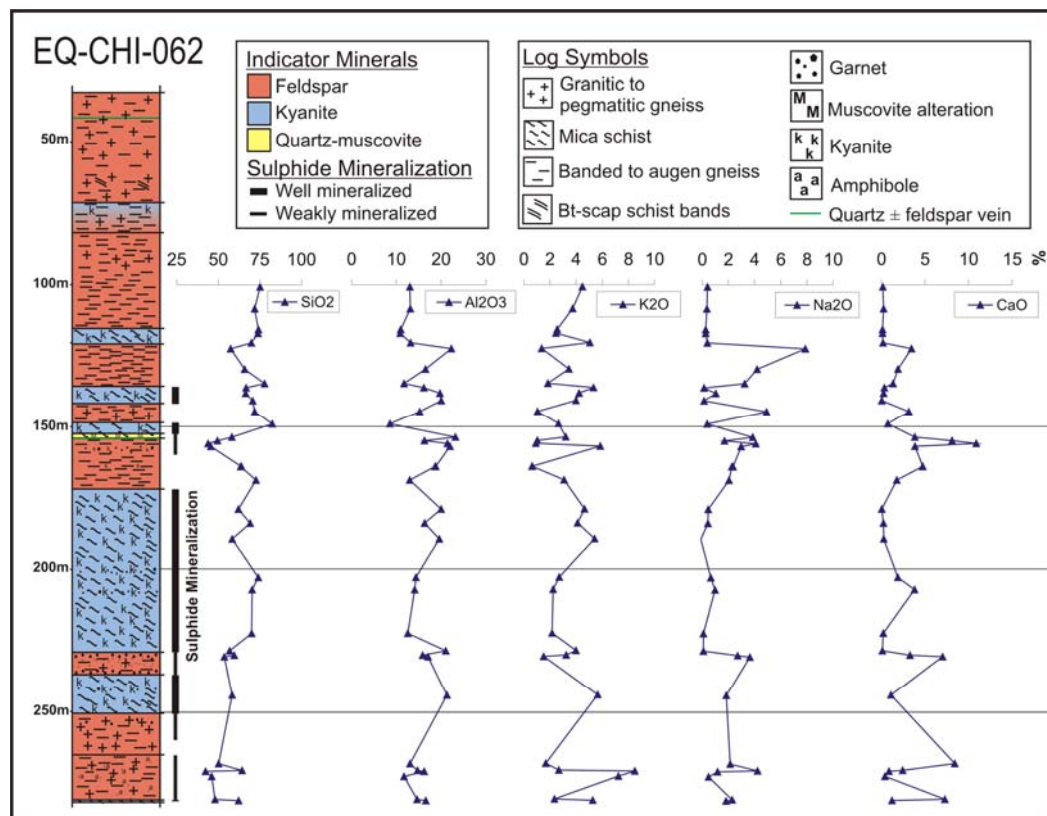 EQ-CHI-062
Indicator Minerals
Feldspar
Kyanite
Quartz-muscovite
Sulphide Mineralization
Well mineralized
Weakly mineralized
Log Symbols
Granitic to
pegmatitic gneiss
Mica schist
Banded to augen gneiss
Bt-scap schist bands
Garnet
M M Muscovite alteration
k k k Kyanite
a a a Amphibole
Quartz ± feldspar vein
50m
100m
150m
200m
250m
25 50 75 100
0 10 20 30
0 2 4 6 8 10
0 2 4 6 8 10
0 5 10 15 %
SiO2
Al2O3
K2O
Na2O
CaO
Sulphide Mineralization